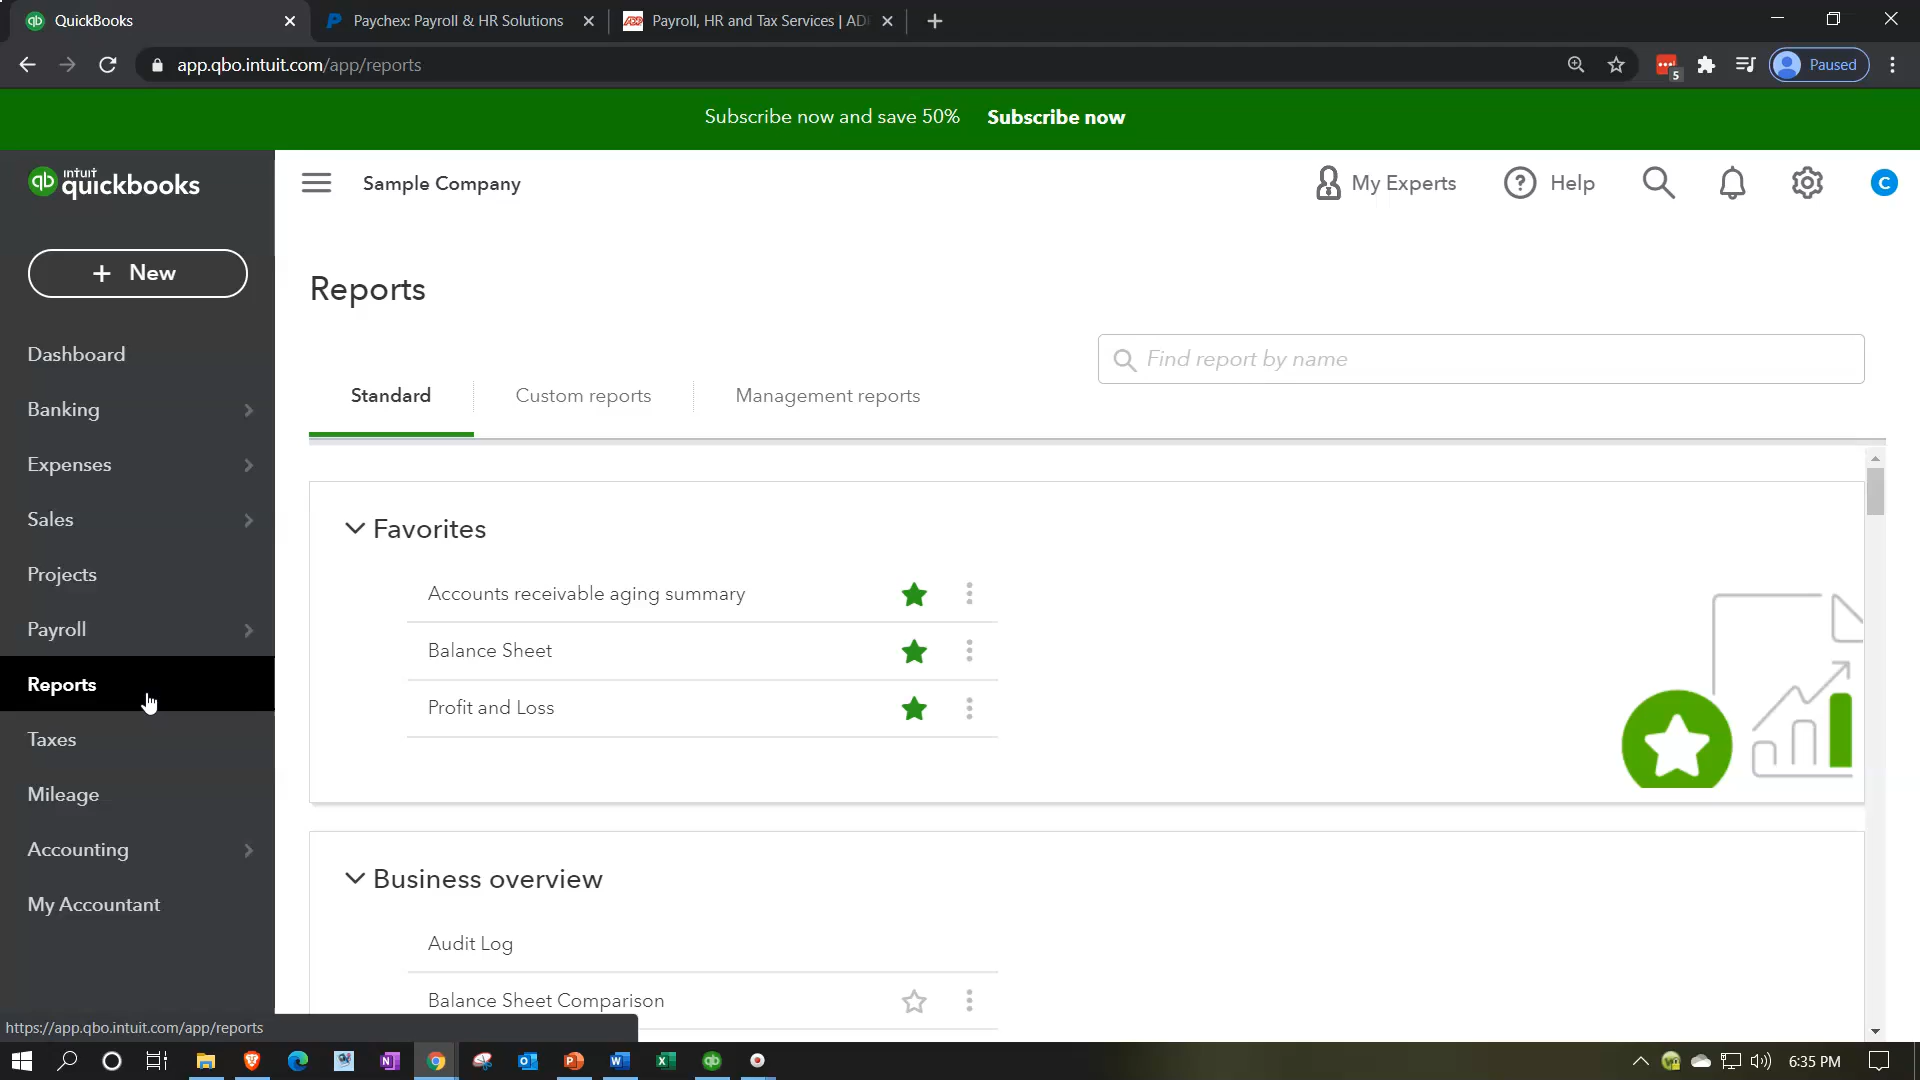 QuickBooks
Paychex: Payroll & HR Solutions
Payroll, HR and Tax Services | AD
app.qbo.intuit.com/app/reports
5
Paused
Subscribe now and save 50% Subscribe now
qb intuit quickbooks
Sample Company
My Experts
Help
C
+ New
Reports
Find report by name
Dashboard
Banking
Expenses
Sales
Projects
Payroll
Reports
Taxes
Mileage
Accounting
My Accountant
Standard
Custom reports
Management reports
Favorites
Accounts receivable aging summary
Balance Sheet
Profit and Loss
Business overview
Audit Log
Balance Sheet Comparison
https://app.qbo.intuit.com/app/reports
6:35 PM